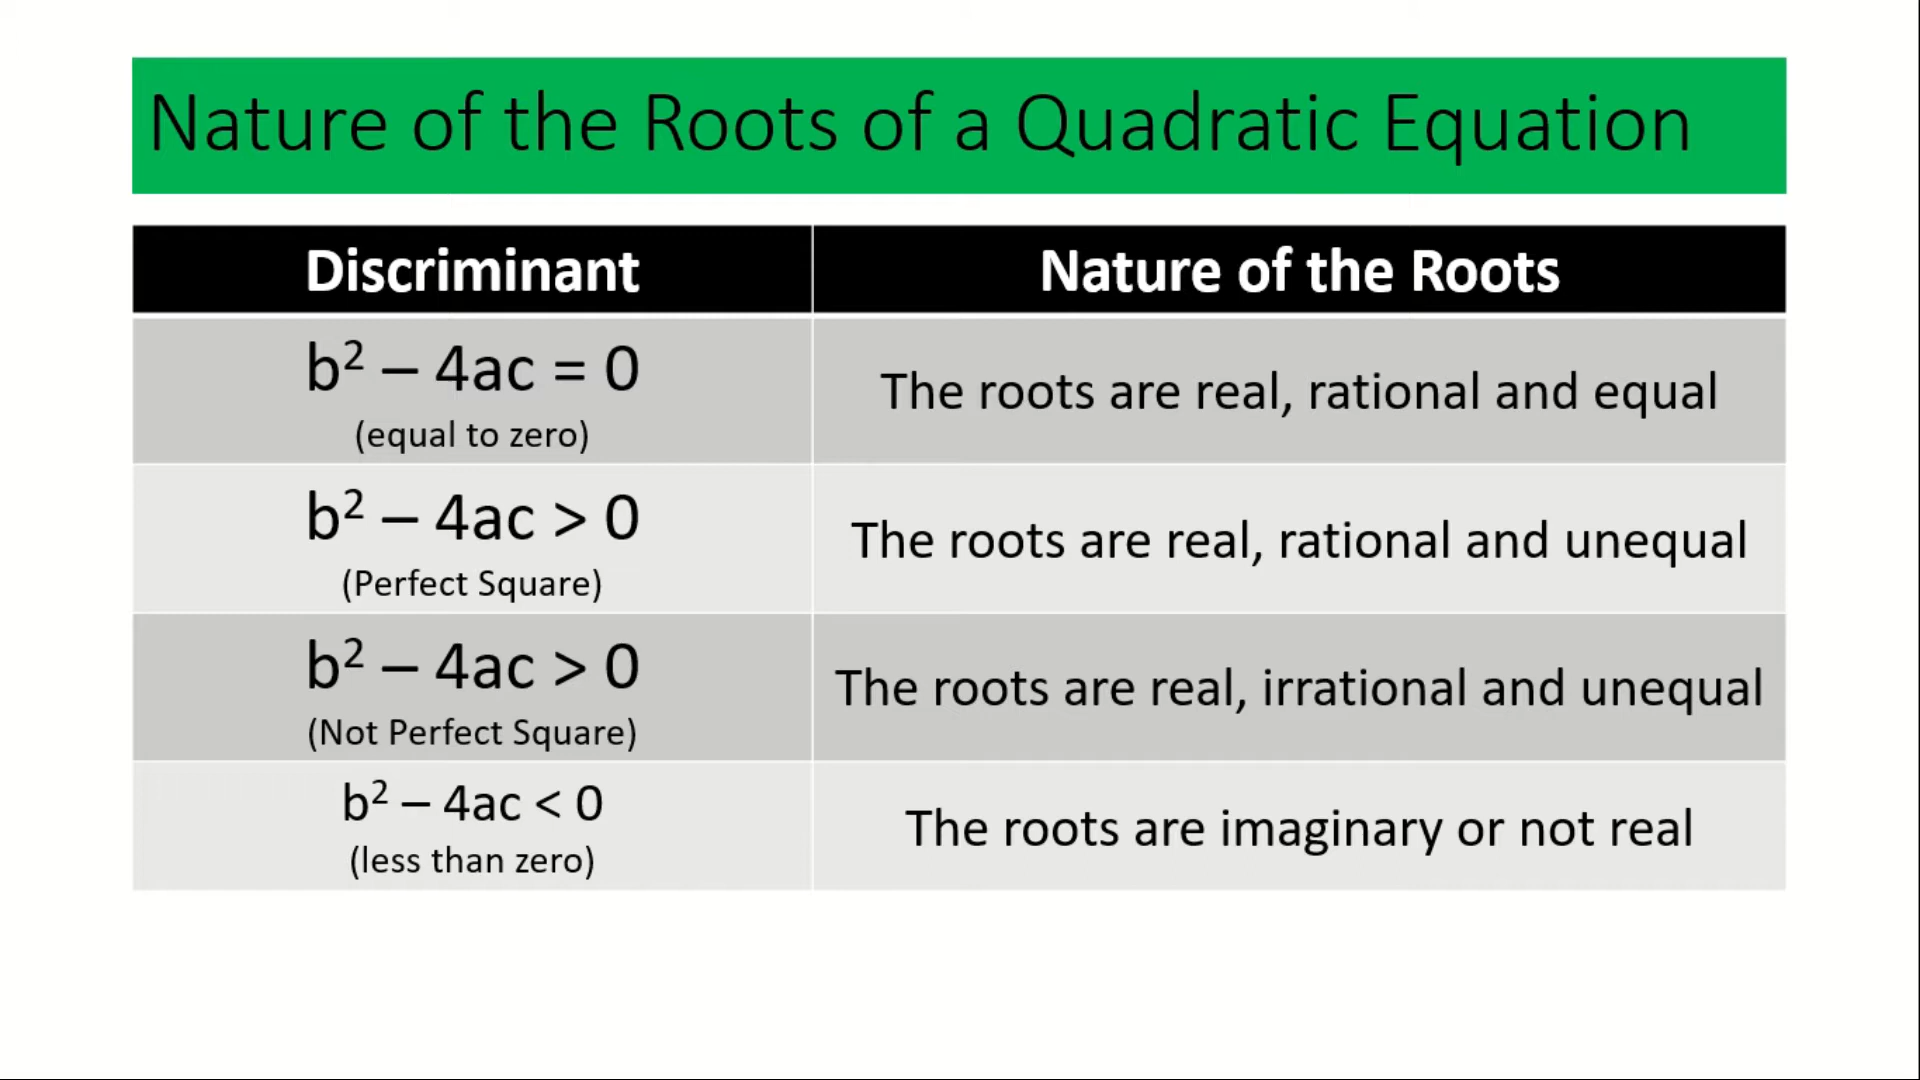 Nature of the Roots of a Quadratic Equation
Discriminant
Nature of the Roots
b² – 4ac = 0
(equal to zero)
The roots are real, rational and equal
b² – 4ac > 0
(Perfect Square)
The roots are real, rational and unequal
b² – 4ac > 0
(Not Perfect Square)
The roots are real, irrational and unequal
b² – 4ac < 0
(less than zero)
The roots are imaginary or not real